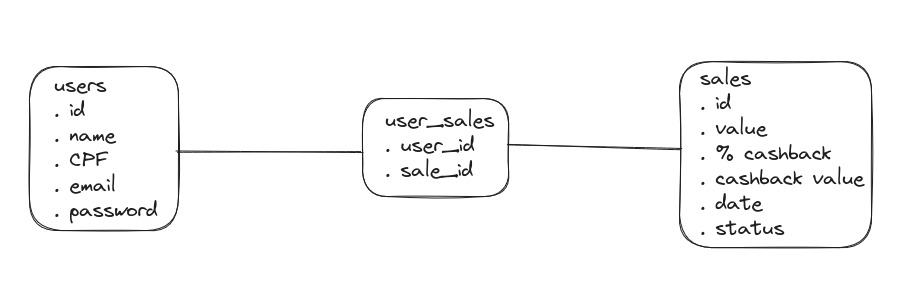 users
. id
. name
. CPF
. email
. password
user_sales
. user_id
. sale_id
sales
. id
. value
. % cashback
. cashback value
. date
. status